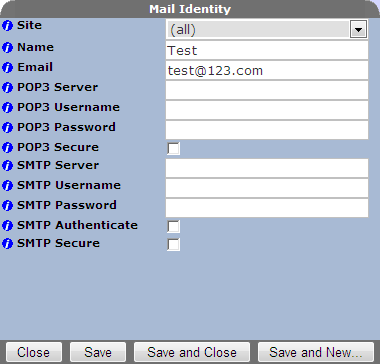 Mail Identity
Site (all)
Name Test
Email test@123.com
POP3 Server
POP3 Username
POP3 Password
POP3 Secure
SMTP Server
SMTP Username
SMTP Password
SMTP Authenticate
SMTP Secure
Close Save Save and Close Save and New...